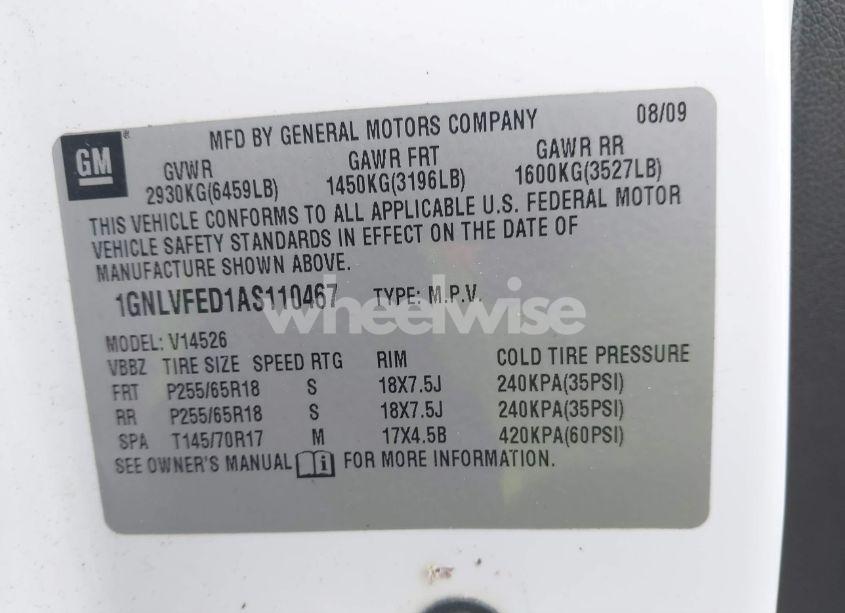 08/09
GM ®
MFD BY GENERAL MOTORS COMPANY
GVWR GAWR FRT GAWR RR
2930KG(6459LB) 1450KG(3196LB) 1600KG(3527LB)
THIS VEHICLE CONFORMS TO ALL APPLICABLE U.S. FEDERAL MOTOR
VEHICLE SAFETY STANDARDS IN EFFECT ON THE DATE OF
MANUFACTURE SHOWN ABOVE.
1GNLVFED1AS110467 TYPE: M.P.V.
wheelwise
MODEL: V14526
VBBZ TIRE SIZE SPEED RTG RIM COLD TIRE PRESSURE
FRT P255/65R18 S 18X7.5J 240KPA(35PSI)
RR P255/65R18 S 18X7.5J 240KPA(35PSI)
SPA T145/70R17 M 17X4.5B 420KPA(60PSI)
SEE OWNER'S MANUAL i FOR MORE INFORMATION.